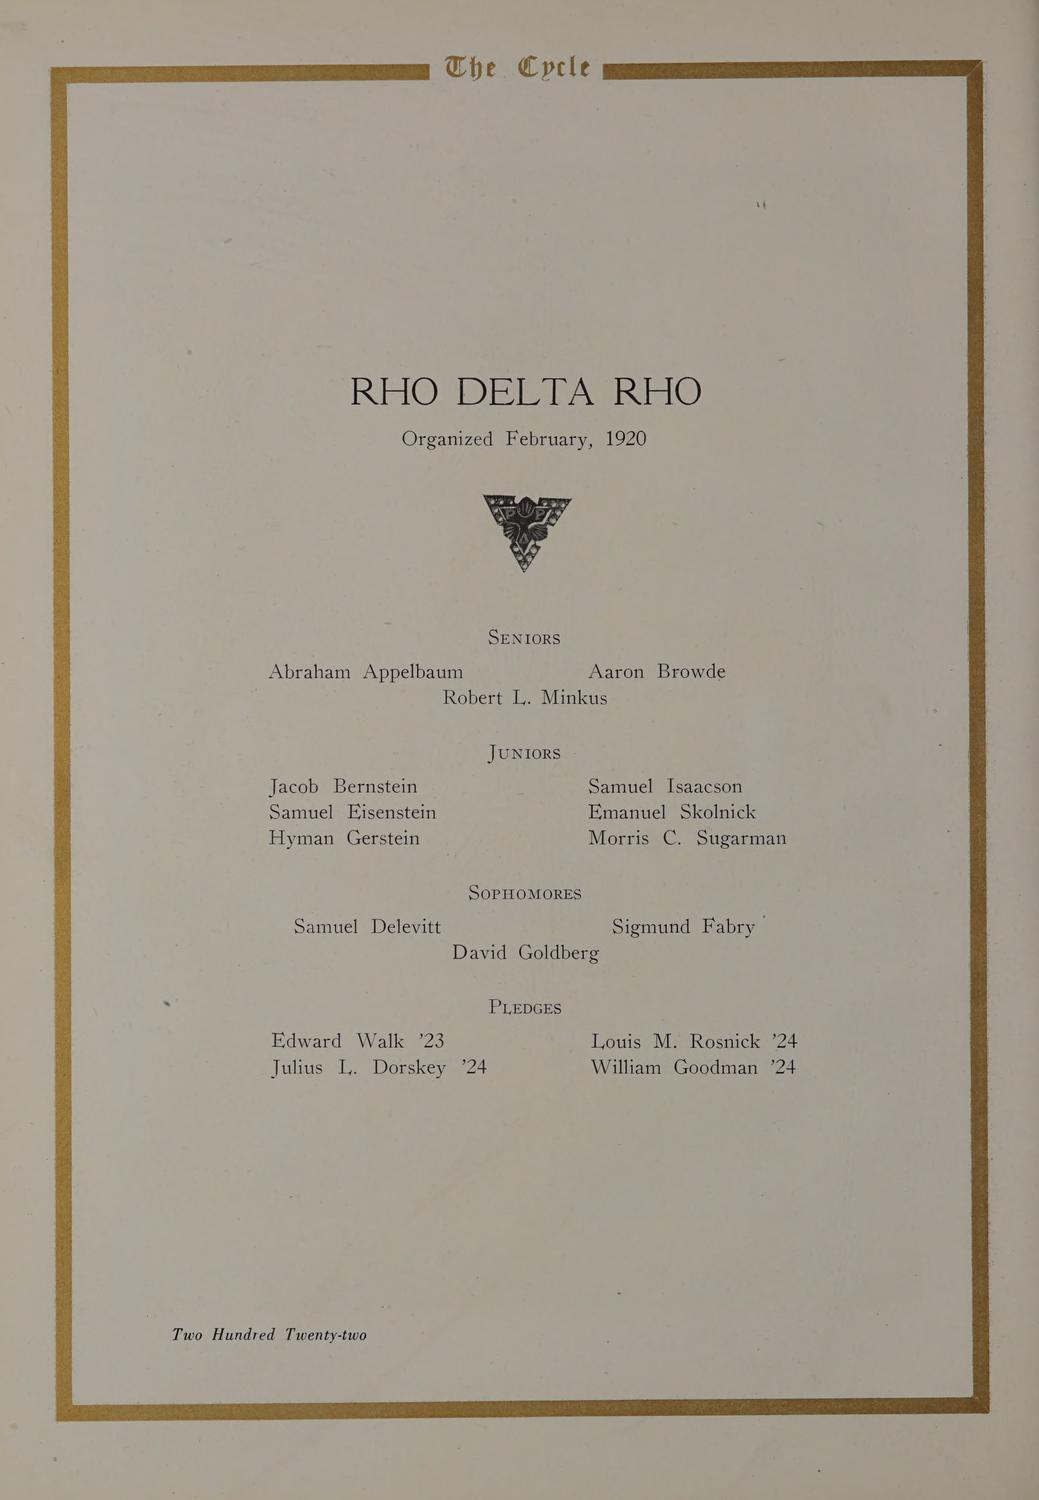 The Cycle
RHO DELTA RHO
Organized February, 1920
P P
Δ
SENIORS
Abraham Appelbaum Aaron Browde
Robert L. Minkus
JUNIORS
Jacob Bernstein Samuel Isaacson
Samuel Eisenstein Emanuel Skolnick
Hyman Gerstein Morris C. Sugarman
SOPHOMORES
Samuel Delevitt Sigmund Fabry
David Goldberg
PLEDGES
Edward Walk ’23 Louis M. Rosnick ’24
Julius L. Dorskey ’24 William Goodman ’24
Two Hundred Twenty-two